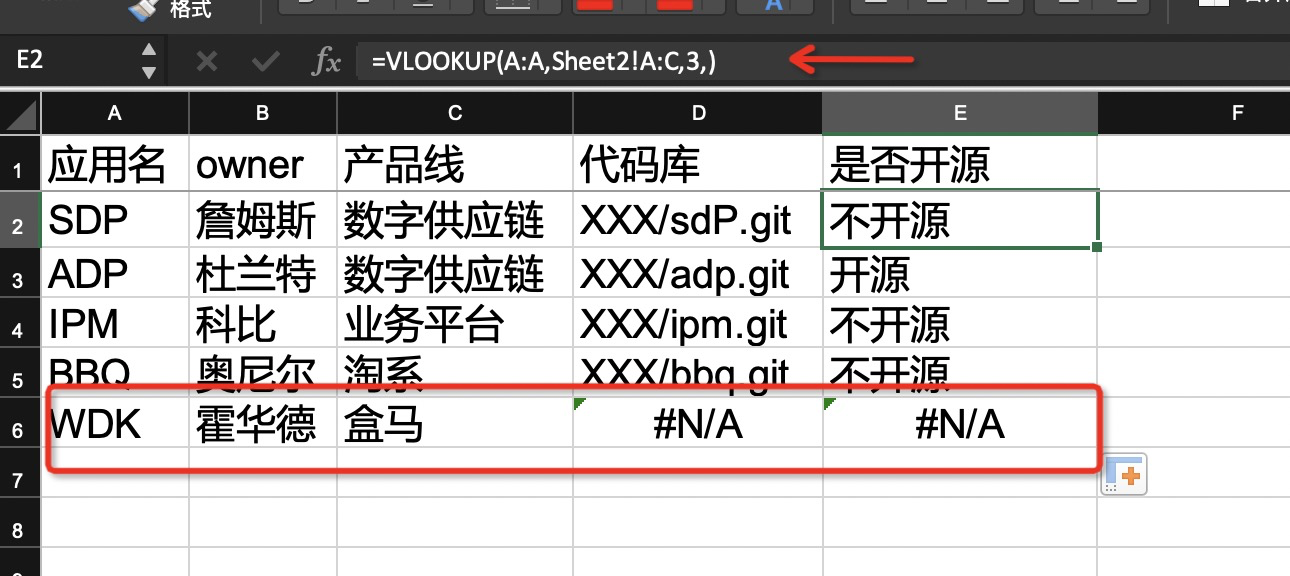 格式
E2 fx =VLOOKUP(A:A,Sheet2!A:C,3,)
A B C D E F
1 应用名 owner 产品线 代码库 是否开源
2 SDP 詹姆斯 数字供应链 XXX/sdP.git 不开源
3 ADP 杜兰特 数字供应链 XXX/adp.git 开源
4 IPM 科比 业务平台 XXX/ipm.git 不开源
5 BBQ 奥尼尔 淘系 XXX/bbq.git 不开源
6 WDK 霍华德 盒马 #N/A #N/A
7
8